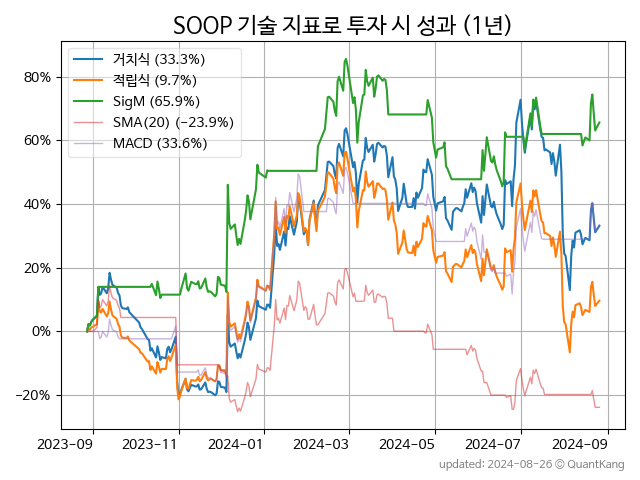 SOOP 기술 지표로 투자 시 성과 (1년)
거치식 (33.3%)
적립식 (9.7%)
SigM (65.9%)
SMA(20) (−23.9%)
MACD (33.6%)
80%
60%
40%
20%
0%
−20%
2023-09 2023-11 2024-01 2024-03 2024-05 2024-07 2024-09
updated: 2024-08-26 © QuantKang